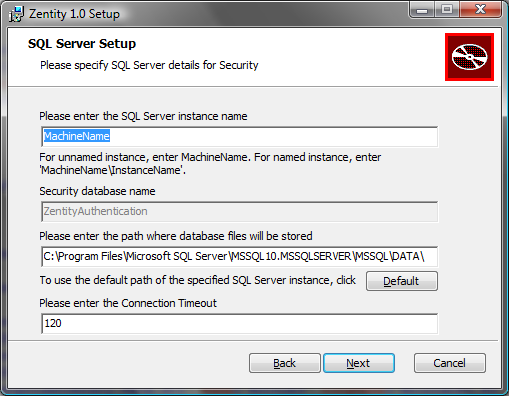 Zentity 1.0 Setup
SQL Server Setup
Please specify SQL Server details for Security
Please enter the SQL Server instance name
MachineName
For unnamed instance, enter MachineName. For named instance, enter
'MachineName\InstanceName'.
Security database name
ZentityAuthentication
Please enter the path where database files will be stored
C:\Program Files\Microsoft SQL Server\MSSQL10.MSSQLSERVER\MSSQL\DATA\
To use the default path of the specified SQL Server instance, click Default
Please enter the Connection Timeout
120
Back Next Cancel